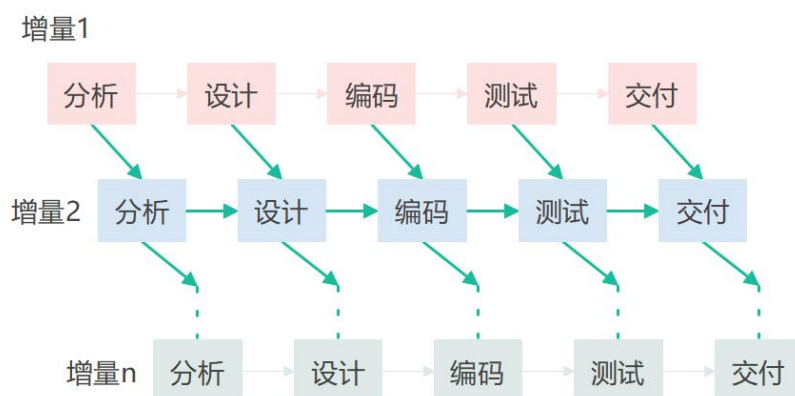 增量1
分析 设计 编码 测试 交付
增量2 分析 设计 编码 测试 交付
增量n 分析 设计 编码 测试 交付